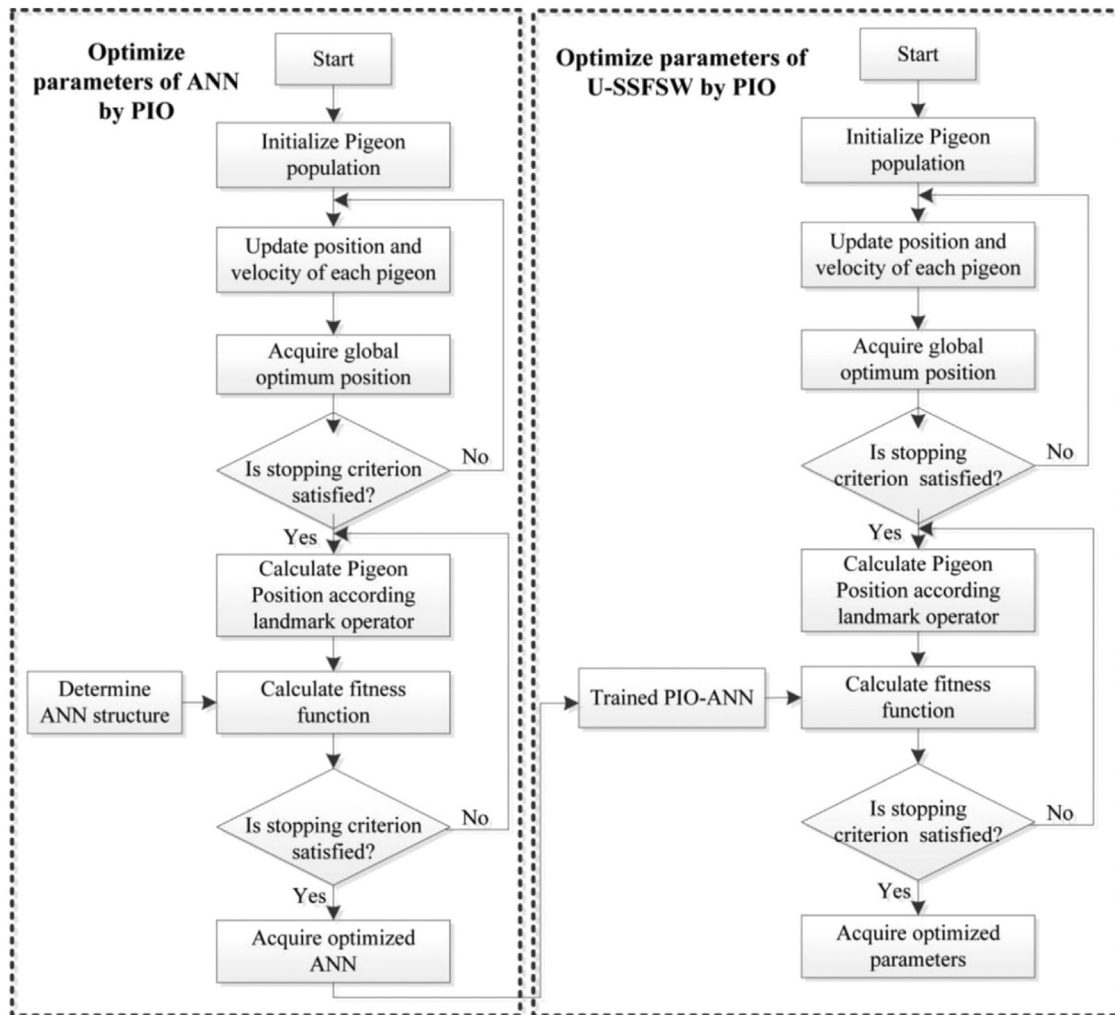 Optimize
parameters of ANN
by PIO
Start
Initialize Pigeon
population
Update position and
velocity of each pigeon
Acquire global
optimum position
Is stopping criterion
satisfied?
No
Yes
Calculate Pigeon
Position according
landmark operator
Determine
ANN structure
Calculate fitness
function
Is stopping criterion
satisfied?
No
Yes
Acquire optimized
ANN
Optimize parameters of
U-SSFSW by PIO
Start
Initialize Pigeon
population
Update position and
velocity of each pigeon
Acquire global
optimum position
Is stopping
criterion satisfied?
No
Yes
Calculate Pigeon
Position according
landmark operator
Trained PIO-ANN
Calculate fitness
function
Is stopping
criterion satisfied?
No
Yes
Acquire optimized
parameters